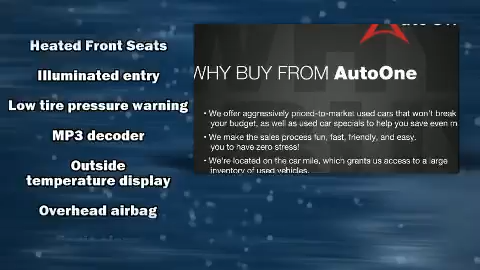 Heated Front Seats
Illuminated entry
Low tire pressure warning
MP3 decoder
Outside
temperature display
Overhead airbag
WHY BUY FROM AutoOne
• We offer aggressively priced-to-market used cars that won't break
your budget, as well as used car specials to help you save even m
• We make the sales process fun, fast, friendly, and easy.
you to have zero stress!
• We're located on the car mile, which grants us access to a large
inventory of used vehicles.